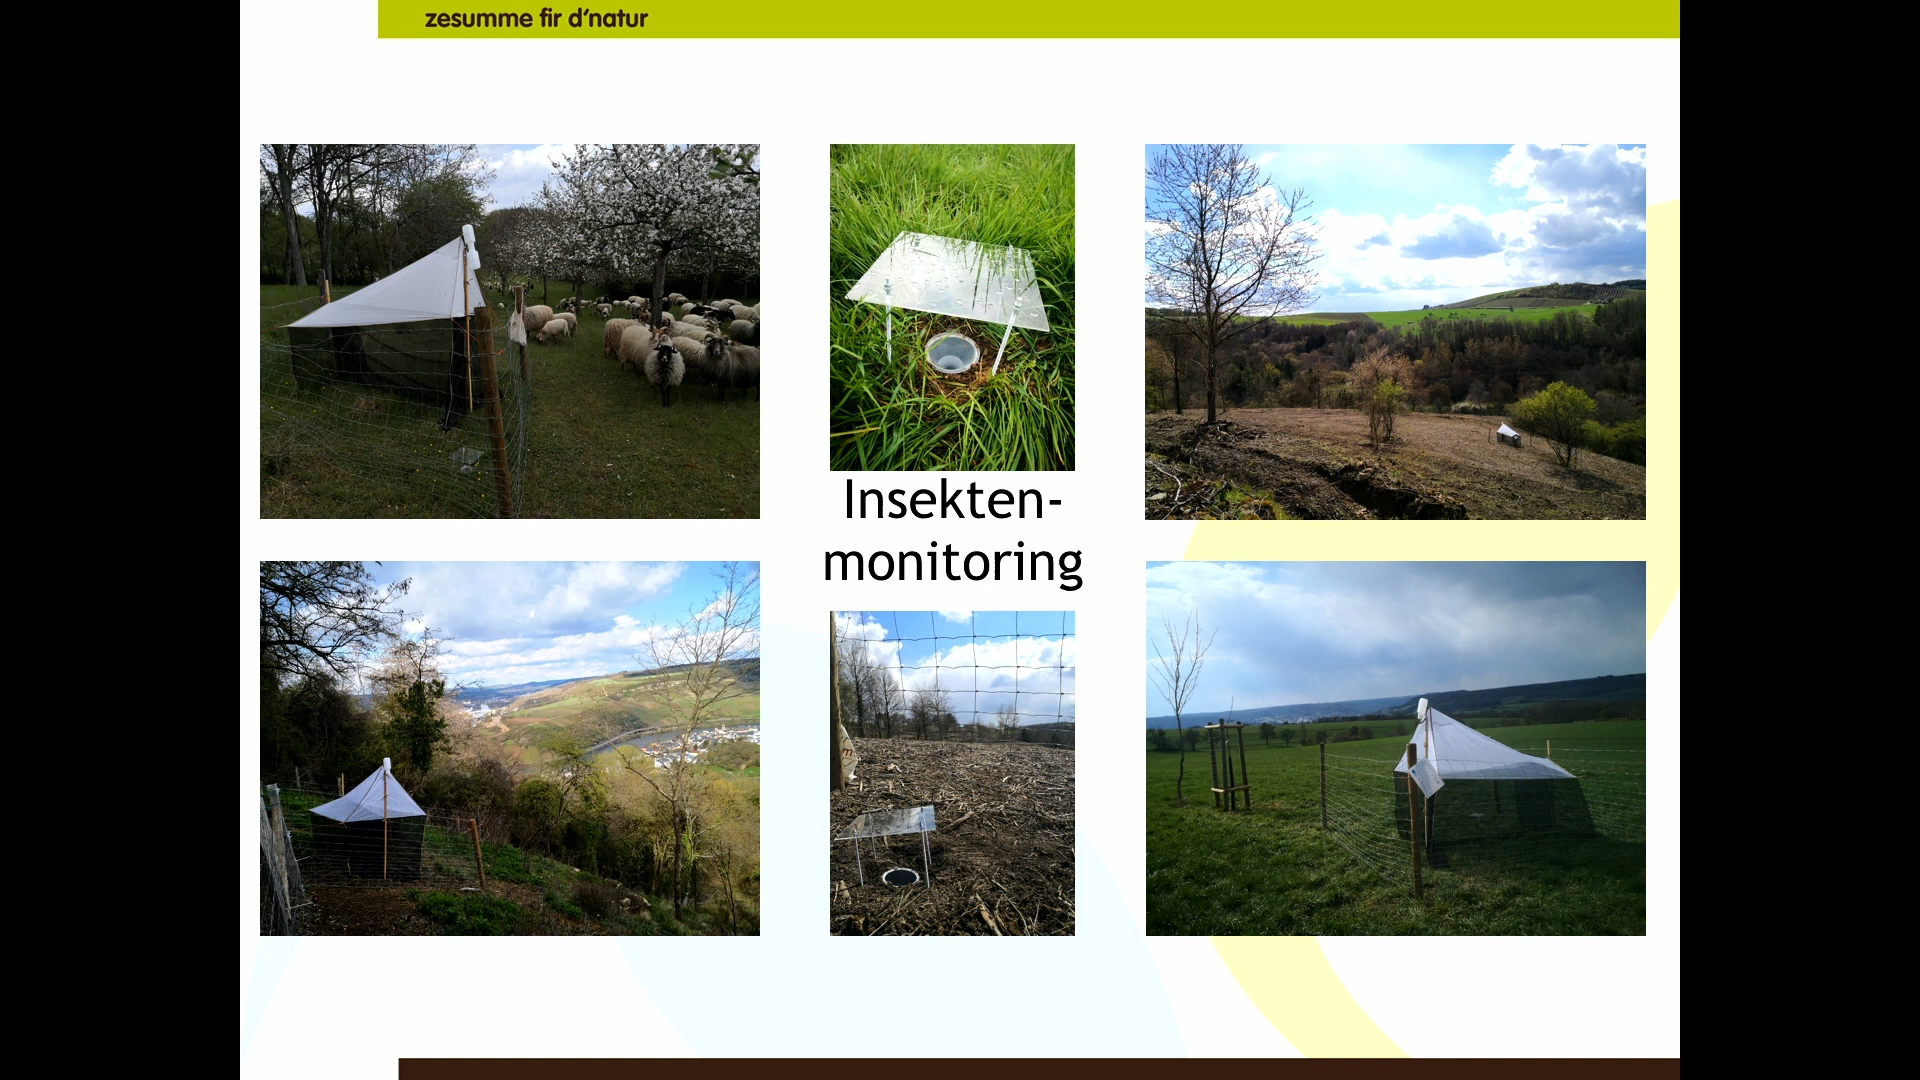 zesumme fir d'natur
Insekten-
monitoring